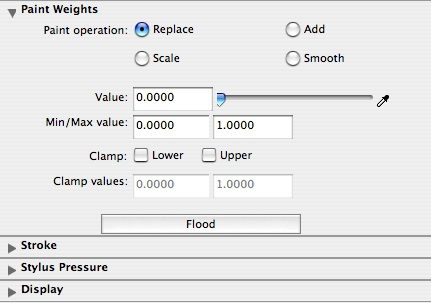 Paint Weights
Paint operation: Replace Add
Scale Smooth
Value: 0.0000
Min/Max value: 0.0000 1.0000
Clamp: Lower Upper
Clamp values: 0.0000 1.0000
Flood
Stroke
Stylus Pressure
Display